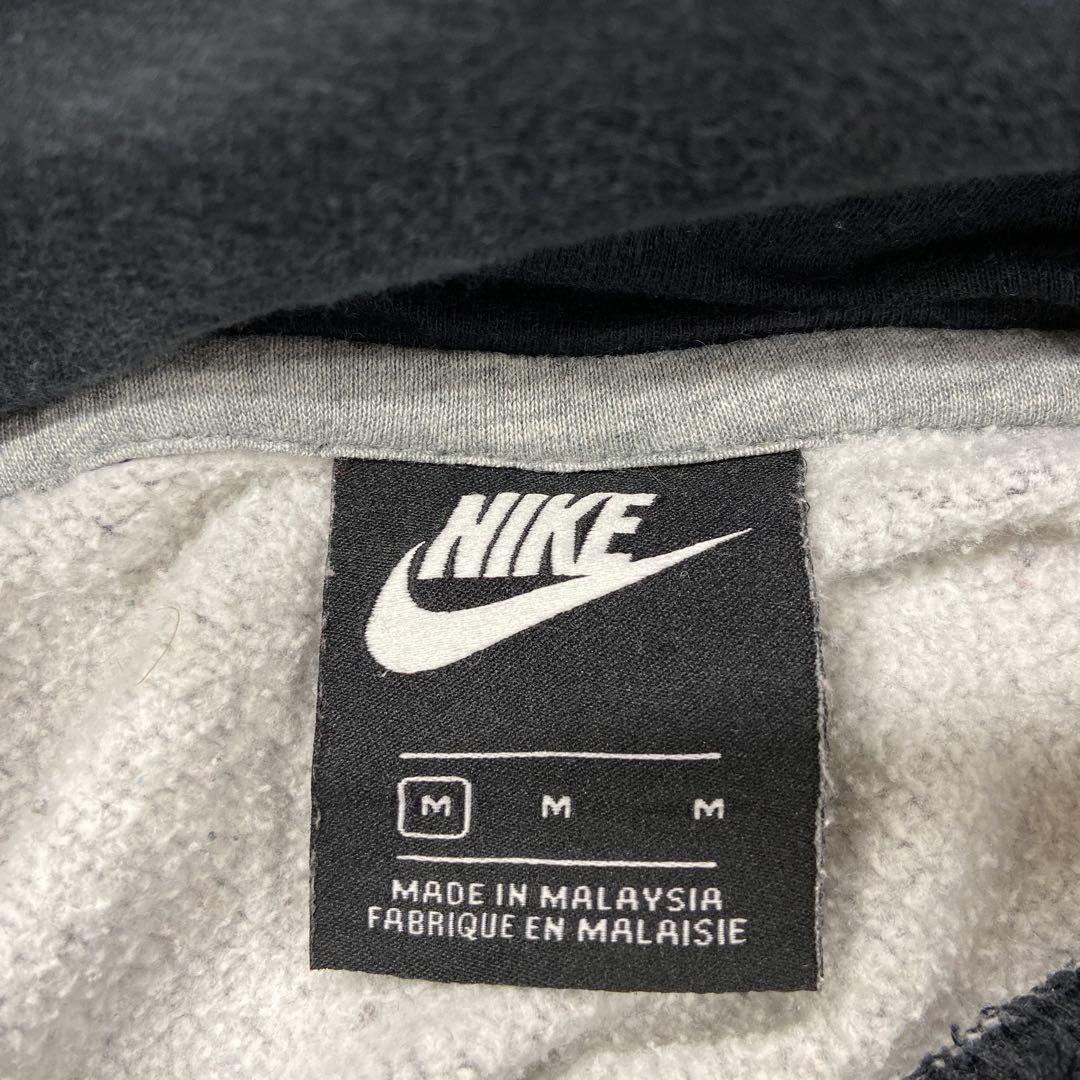 NIKE
M M M
MADE IN MALAYSIA
FABRIQUE EN MALAISIE